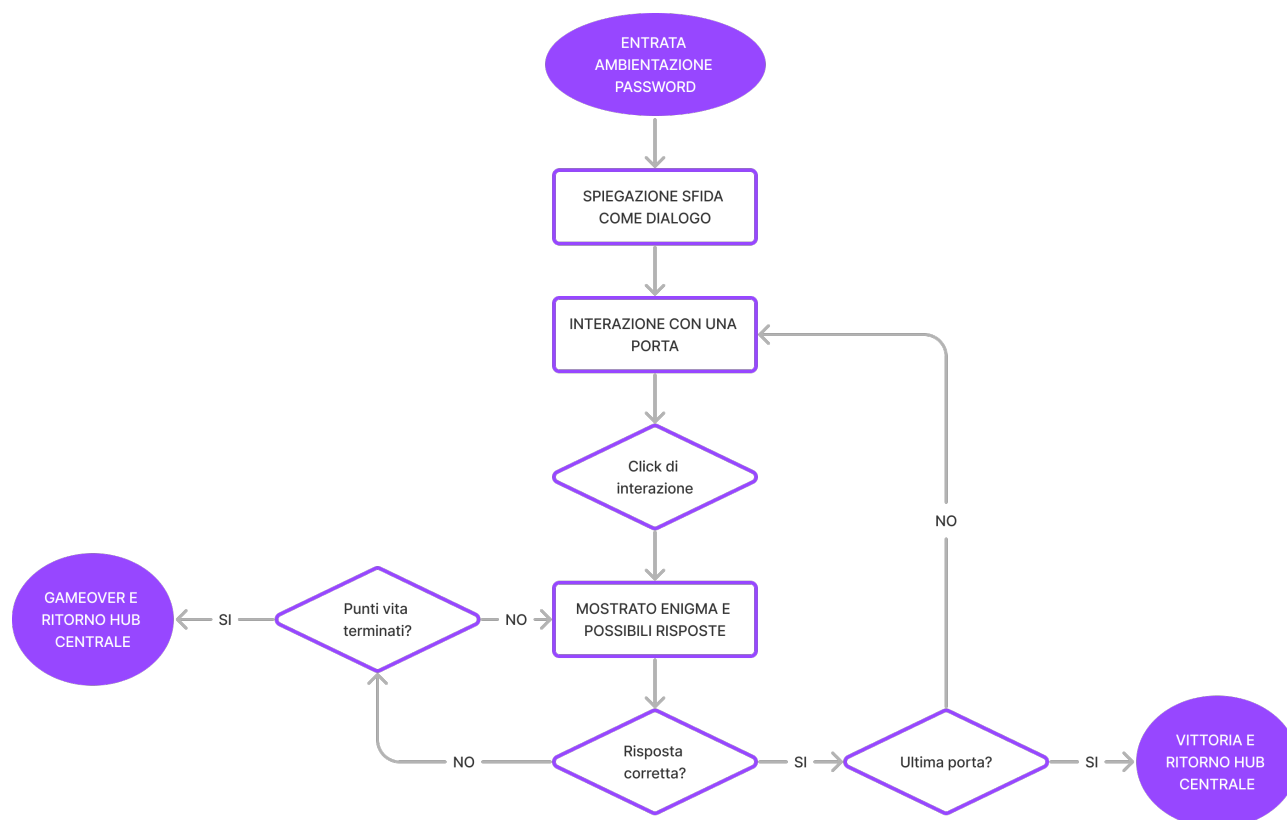 ENTRATA
AMBIENTAZIONE
PASSWORD
SPIEGAZIONE SFIDA
COME DIALOGO
INTERAZIONE CON UNA
PORTA
Click di
interazione
NO
GAMEOVER E
RITORNO HUB
CENTRALE
SI
Punti vita
terminati?
NO
MOSTRATO ENIGMA E
POSSIBILI RISPOSTE
NO
Risposta
corretta?
SI
Ultima porta?
SI
VITTORIA E
RITORNO HUB
CENTRALE